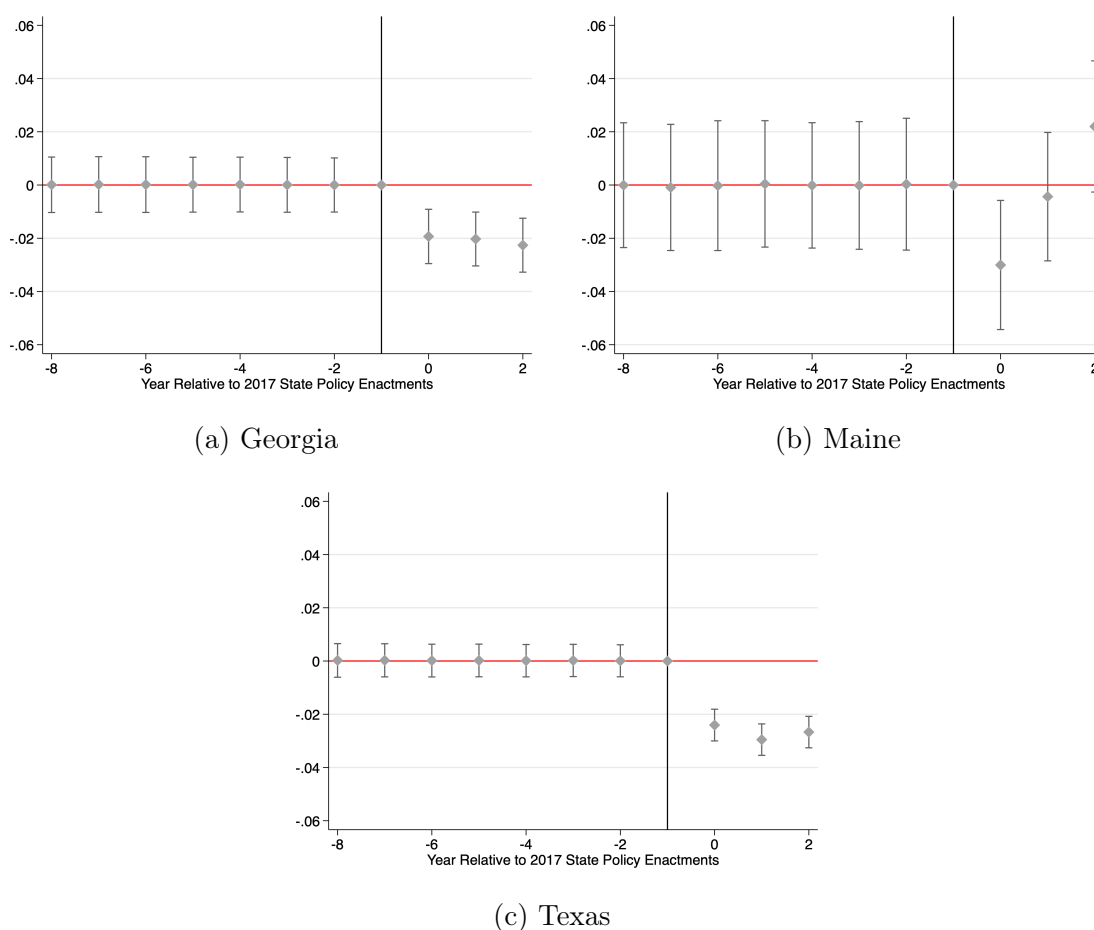 .06
.04
.02
0
-.02
-.04
-.06
-8 -6 -4 -2 0 2
Year Relative to 2017 State Policy Enactments
(a) Georgia
.06
.04
.02
0
-.02
-.04
-.06
-8 -6 -4 -2 0 2
Year Relative to 2017 State Policy Enactments
(b) Maine
.06
.04
.02
0
-.02
-.04
-.06
-8 -6 -4 -2 0 2
Year Relative to 2017 State Policy Enactments
(c) Texas